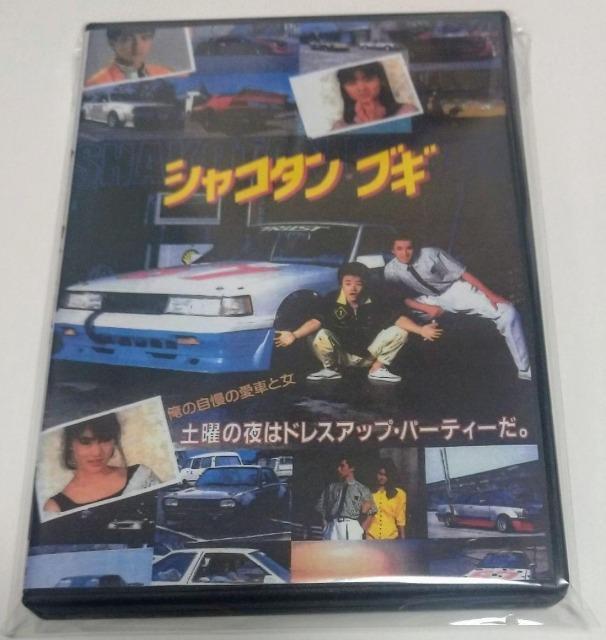 シャコタン・ブギ
俺の自慢の愛車と女
土曜の夜はドレスアップ・パーティーだ。